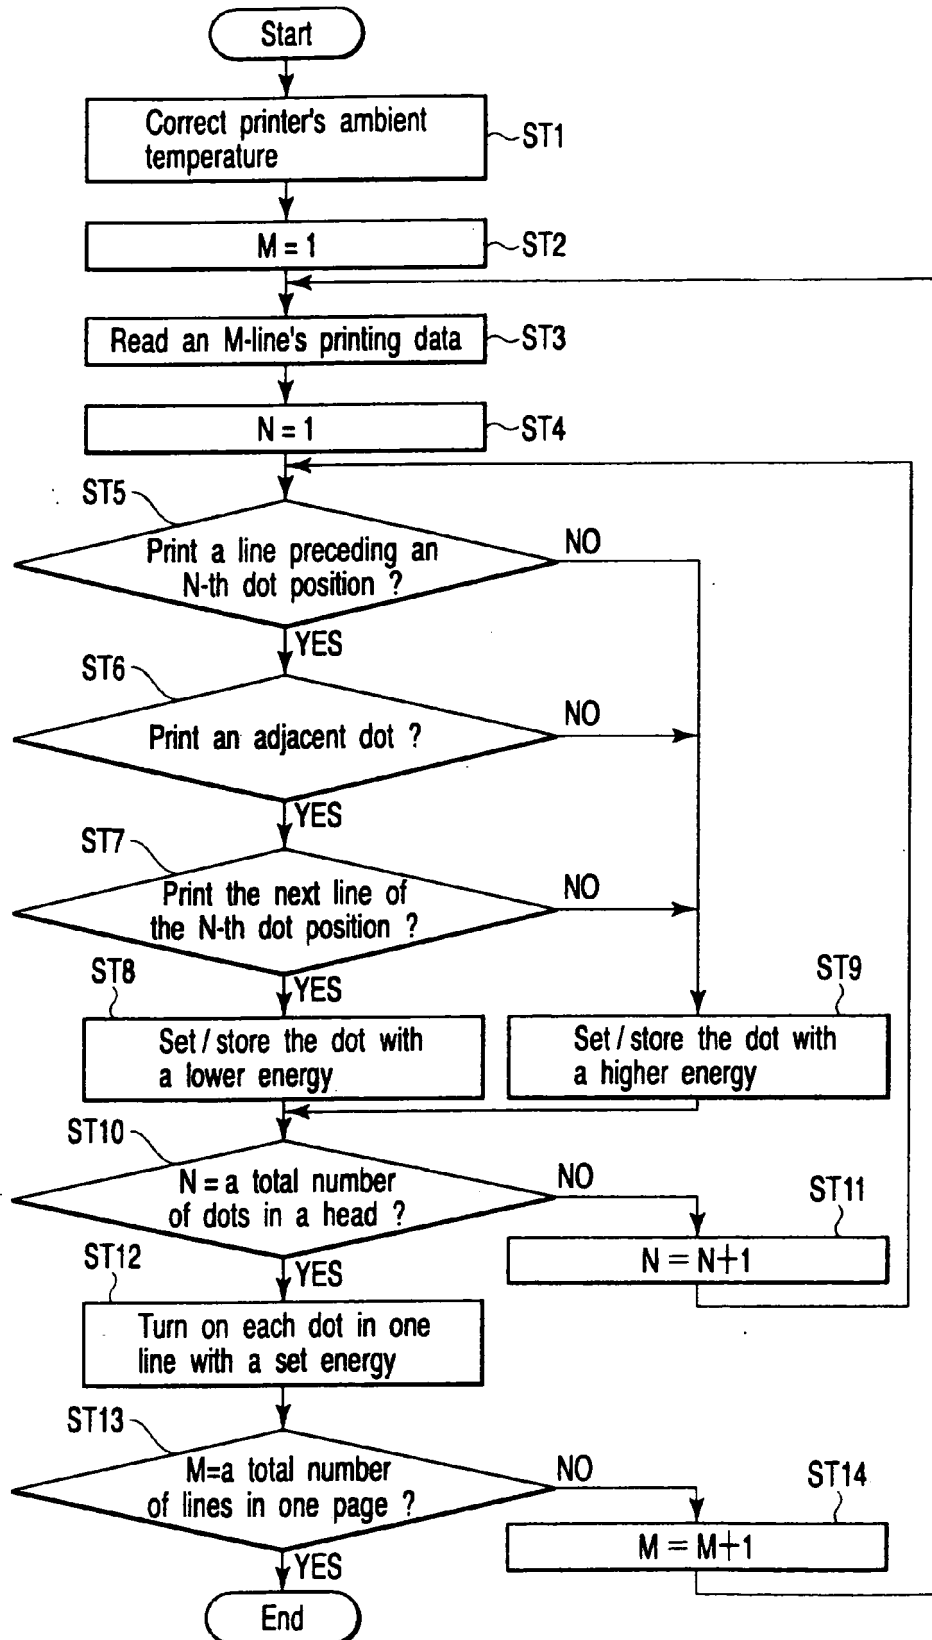 Start
Correct printer's ambient
temperature
ST1
M = 1
ST2
Read an M-line's printing data
ST3
N = 1
ST4
ST5
Print a line preceding an
N-th dot position ?
NO
YES
ST6
Print an adjacent dot ?
NO
YES
ST7
Print the next line of
the N-th dot position ?
NO
YES
ST8
Set / store the dot with
a lower energy
ST9
Set / store the dot with
a higher energy
ST10
N = a total number
of dots in a head ?
NO
ST11
N = N+1
YES
ST12
Turn on each dot in one
line with a set energy
ST13
M=a total number
of lines in one page ?
NO
ST14
M = M+1
YES
End